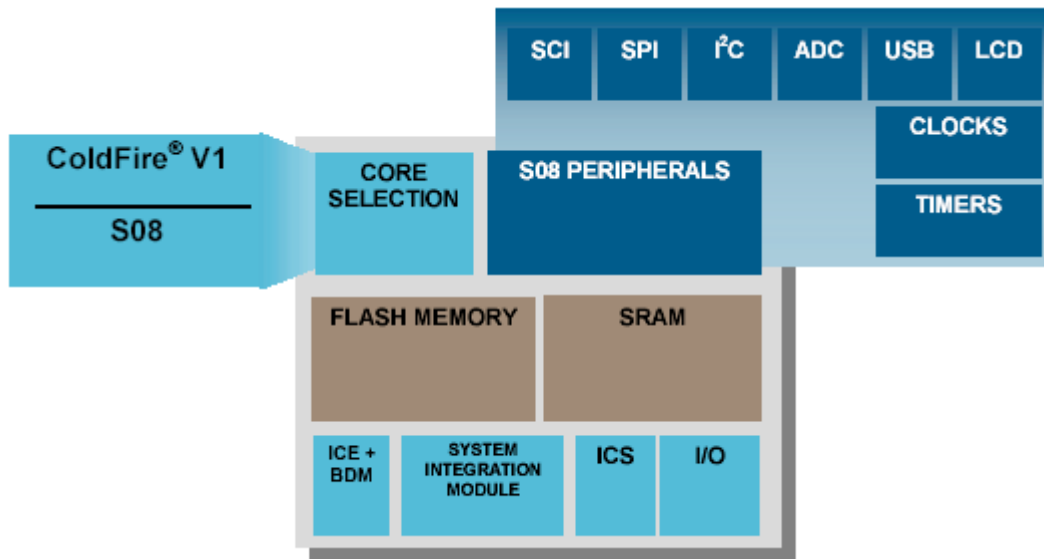 SCI
SPI
I²C
ADC
USB
LCD
CLOCKS
TIMERS
ColdFire® V1
S08
CORE
SELECTION
S08 PERIPHERALS
FLASH MEMORY
SRAM
ICE +
BDM
SYSTEM
INTEGRATION
MODULE
ICS
I/O